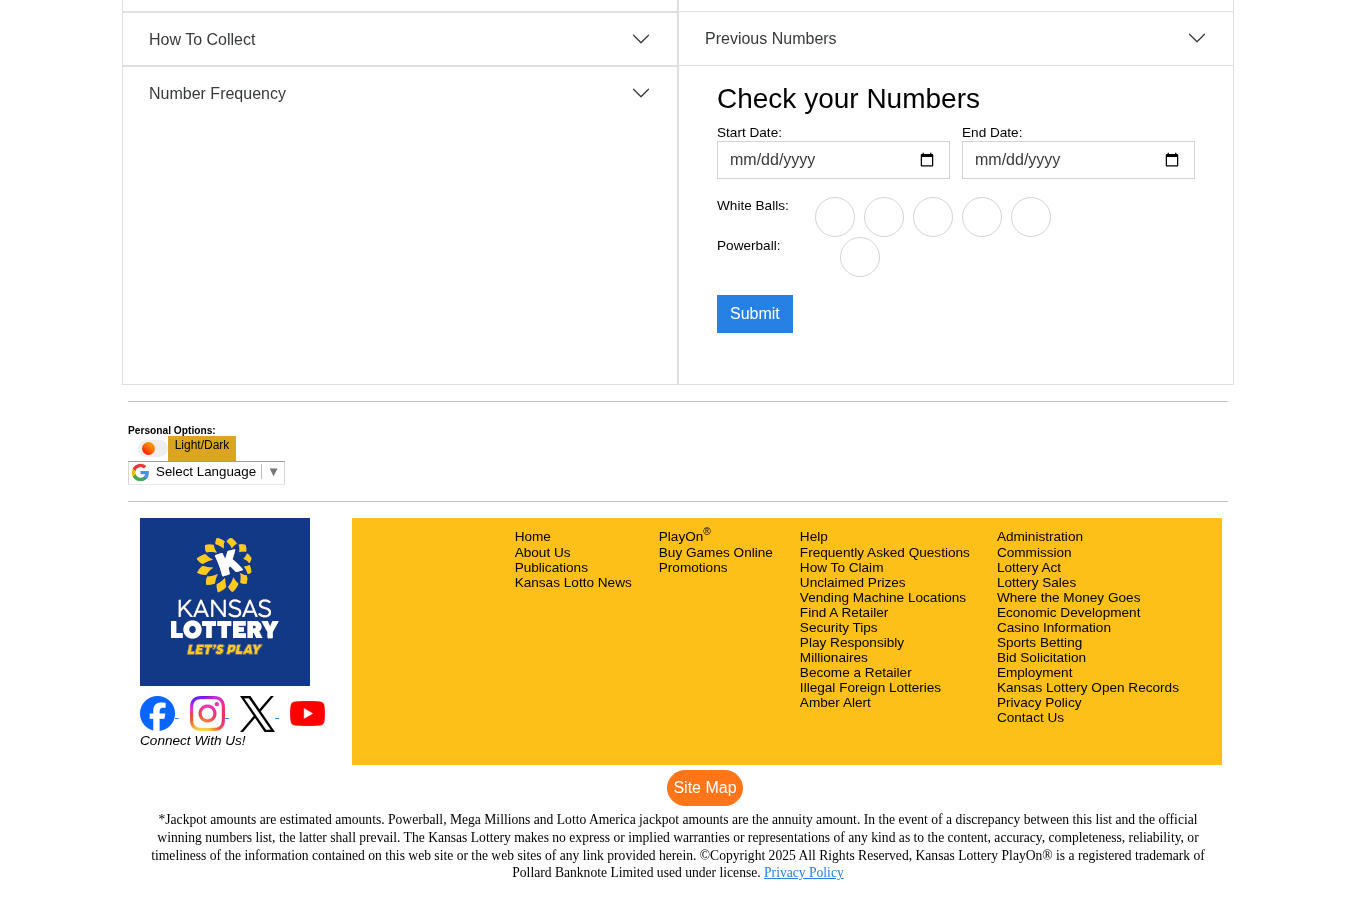 How To Collect
Previous Numbers
Number Frequency
Check your Numbers
Start Date:
End Date:
mm/dd/yyyy
mm/dd/yyyy
White Balls:
Powerball:
Submit
Personal Options:
Light/Dark
Select Language ▼
KANSAS
LOTTERY
LET'S PLAY
Connect With Us!
Home
About Us
Publications
Kansas Lotto News
PlayOn®
Buy Games Online
Promotions
Help
Frequently Asked Questions
How To Claim
Unclaimed Prizes
Vending Machine Locations
Find A Retailer
Security Tips
Play Responsibly
Millionaires
Become a Retailer
Illegal Foreign Lotteries
Amber Alert
Administration
Commission
Lottery Act
Lottery Sales
Where the Money Goes
Economic Development
Casino Information
Sports Betting
Bid Solicitation
Employment
Kansas Lottery Open Records
Privacy Policy
Contact Us
Site Map
*Jackpot amounts are estimated amounts. Powerball, Mega Millions and Lotto America jackpot amounts are the annuity amount. In the event of a discrepancy between this list and the official
winning numbers list, the latter shall prevail. The Kansas Lottery makes no express or implied warranties or representations of any kind as to the content, accuracy, completeness, reliability, or
timeliness of the information contained on this web site or the web sites of any link provided herein. ©Copyright 2025 All Rights Reserved, Kansas Lottery PlayOn® is a registered trademark of
Pollard Banknote Limited used under license. Privacy Policy